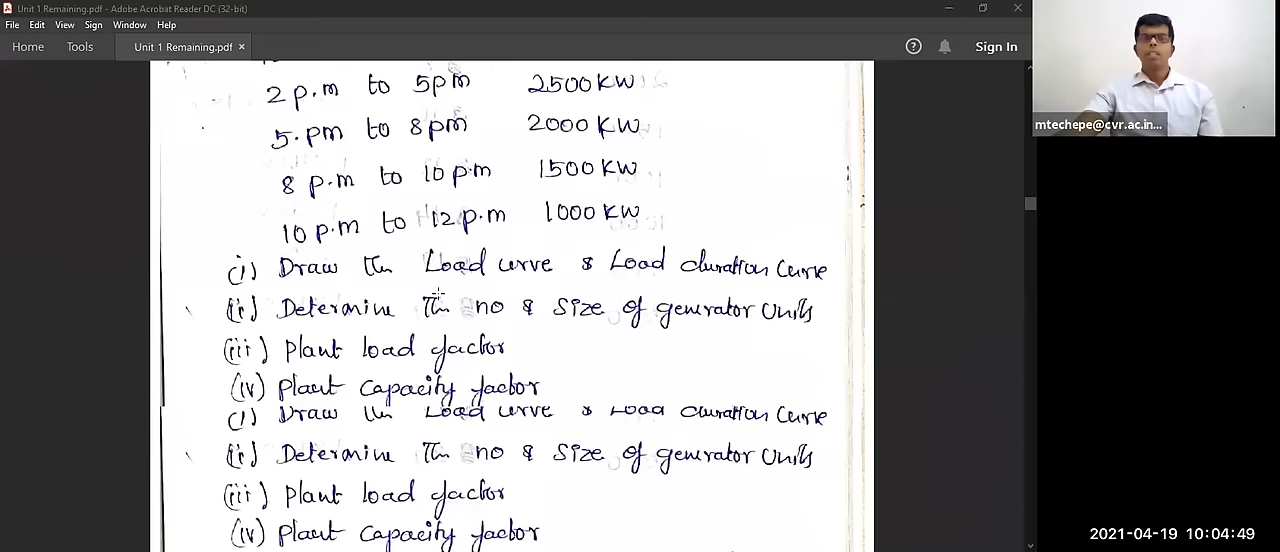 Unit 1 Remaining.pdf - Adobe Acrobat Reader DC (32-bit)
File Edit View Sign Window Help
Home Tools Unit 1 Remaining.pdf × Sign In
mtechepe@cvr.ac.in...
2 p.m to 5pm 2500 KW
5.pm to 8pm 2000 KW
8 p.m to 10 p.m 1500 KW
10 p.m to 12 p.m 1000 KW
(i) Draw the Load curve & Load duration Curve
(ii) Determine the no & size of generator units
(iii) Plant load factor
(iv) Plant capacity factor
(i) Draw the Load curve & Load duration Curve
(ii) Determine the no & size of generator units
(iii) Plant load factor
(iv) Plant capacity factor
2021-04-19 10:04:49